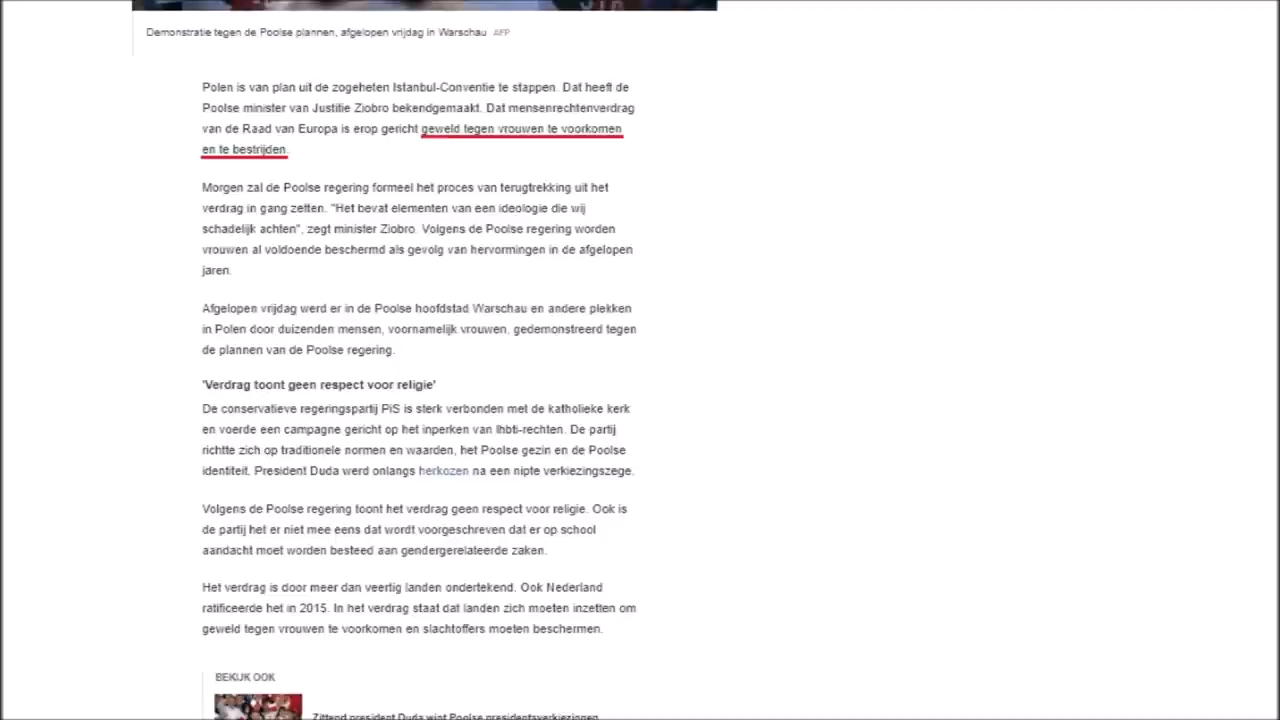 Demonstratie tegen de Poolse plannen, afgelopen vrijdag in Warschau AFP
Polen is van plan uit de zogeheten Istanbul-Conventie te stappen. Dat heeft de
Poolse minister van Justitie Ziobro bekendgemaakt. Dat mensenrechtenverdrag
van de Raad van Europa is erop gericht geweld tegen vrouwen te voorkomen
en te bestrijden.
Morgen zal de Poolse regering formeel het proces van terugtrekking uit het
verdrag in gang zetten. "Het bevat elementen van een ideologie die wij
schadelijk achten", zegt minister Ziobro. Volgens de Poolse regering worden
vrouwen al voldoende beschermd als gevolg van hervormingen in de afgelopen
jaren.
Afgelopen vrijdag werd er in de Poolse hoofdstad Warschau en andere plekken
in Polen door duizenden mensen, voornamelijk vrouwen, gedemonstreerd tegen
de plannen van de Poolse regering.
'Verdrag toont geen respect voor religie'
De conservatieve regeringspartij PiS is sterk verbonden met de katholieke kerk
en voerde een campagne gericht op het inperken van lhbti-rechten. De partij
richtte zich op traditionele normen en waarden, het Poolse gezin en de Poolse
identiteit. President Duda werd onlangs herkozen na een nipte verkiezingszege.
Volgens de Poolse regering toont het verdrag geen respect voor religie. Ook is
de partij het er niet mee eens dat wordt voorgeschreven dat er op school
aandacht moet worden besteed aan gendergerelateerde zaken.
Het verdrag is door meer dan veertig landen ondertekend. Ook Nederland
ratificeerde het in 2015. In het verdrag staat dat landen zich moeten inzetten om
geweld tegen vrouwen te voorkomen en slachtoffers moeten beschermen.
BEKIJK OOK
Zittend president Duda wint Poolse presidentsverkiezingen